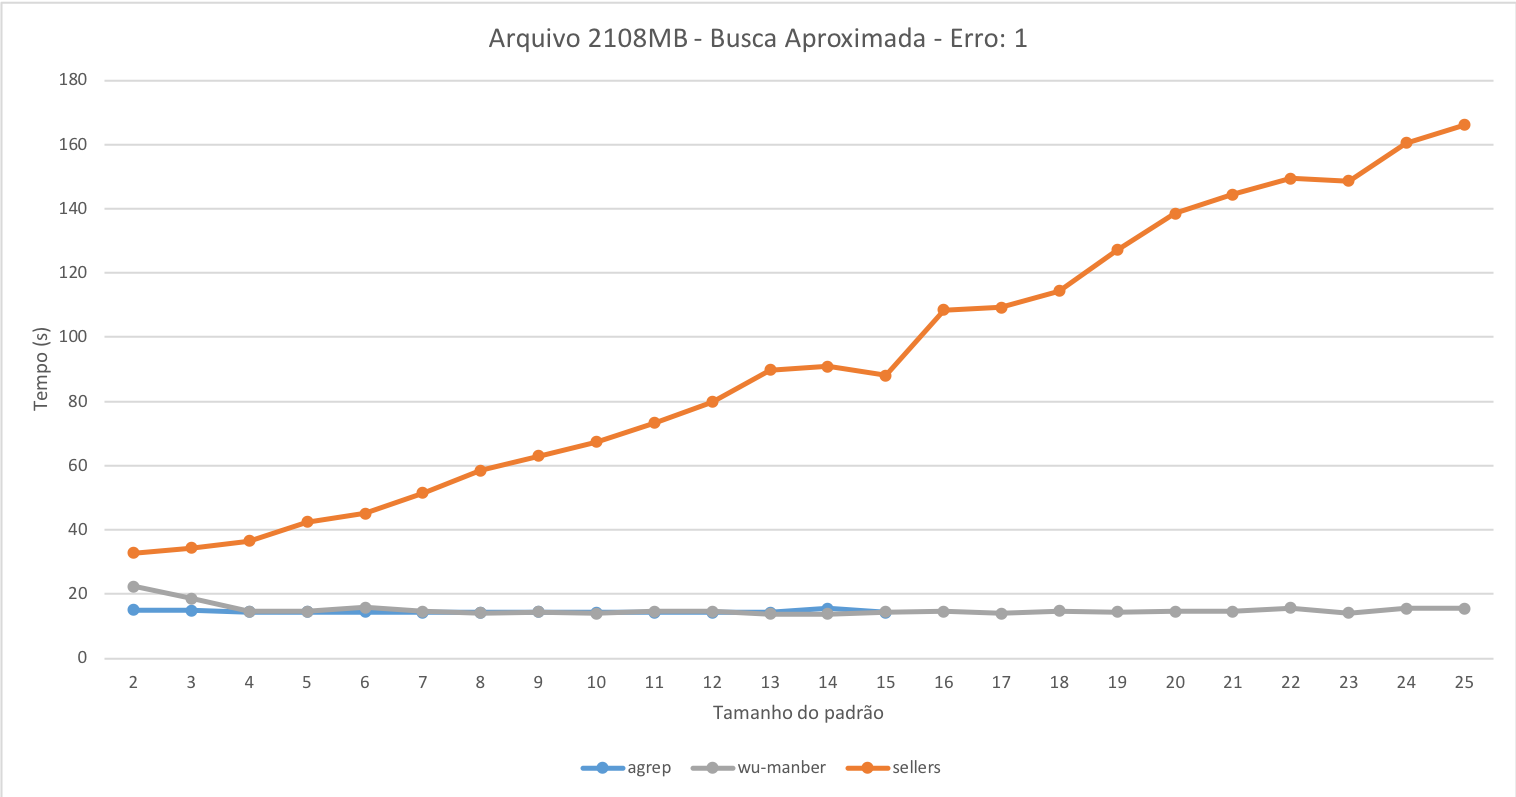 Arquivo 2108MB - Busca Aproximada - Erro: 1
180
160
140
120
100
80
60
40
20
0
Tempo (s)
2 3 4 5 6 7 8 9 10 11 12 13 14 15 16 17 18 19 20 21 22 23 24 25
Tamanho do padrão
agrep wu-manber sellers